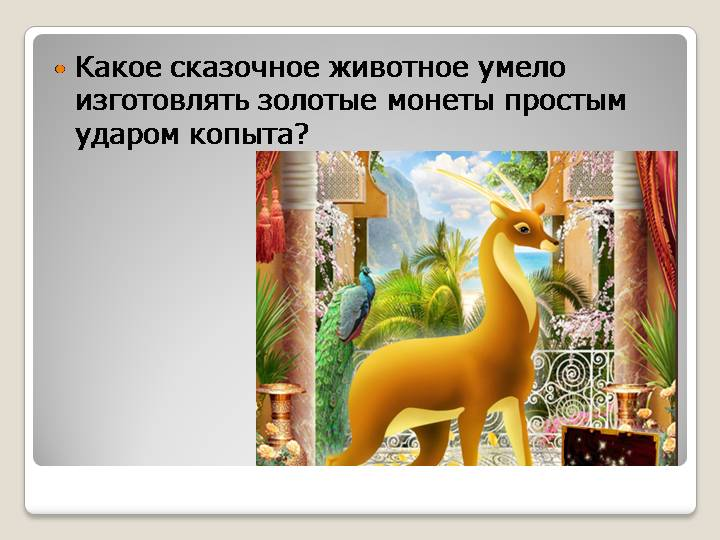 Какое сказочное животное умело
изготовлять золотые монеты простым
ударом копыта?